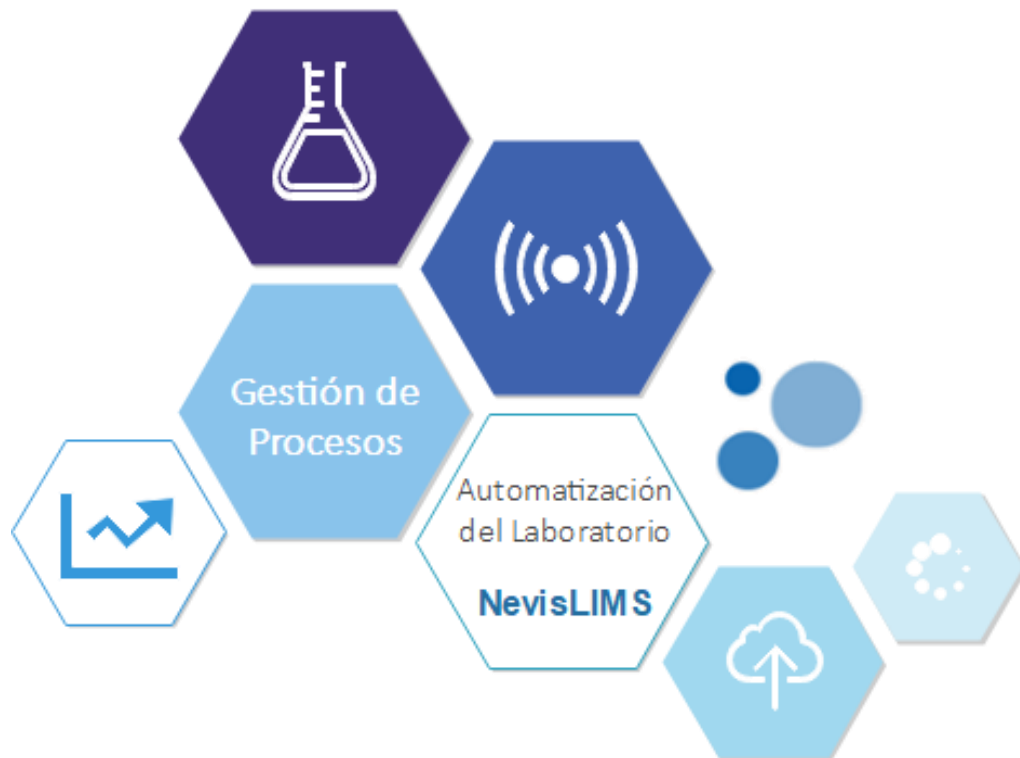 Gestión de
Procesos
Automatización
del Laboratorio
NevisLIMS